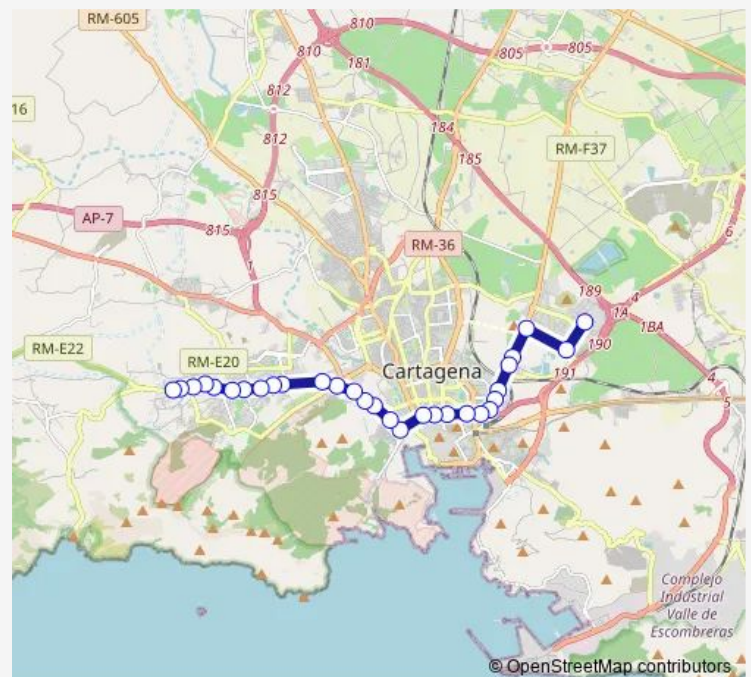 RM-605
810
805
805
810
181
812
16
812
184
185
RM-F37
815
AP-7
815
RM-36
6
1
189
4
1A
1BA
190
RM-E22
RM-E20
Cartagena
191
4
5
Complejo
Industrial
Valle de
Escombreras
© OpenStreetMap contributors